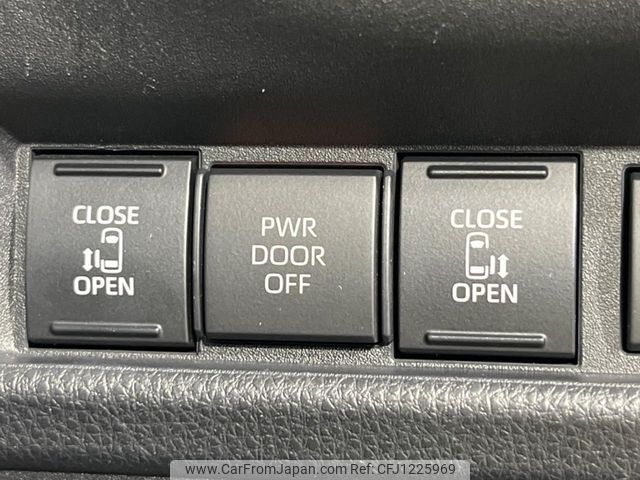 CLOSE
OPEN
PWR
DOOR
OFF
CLOSE
OPEN
www.CarFromJapan.com Ref:CFJ1225969